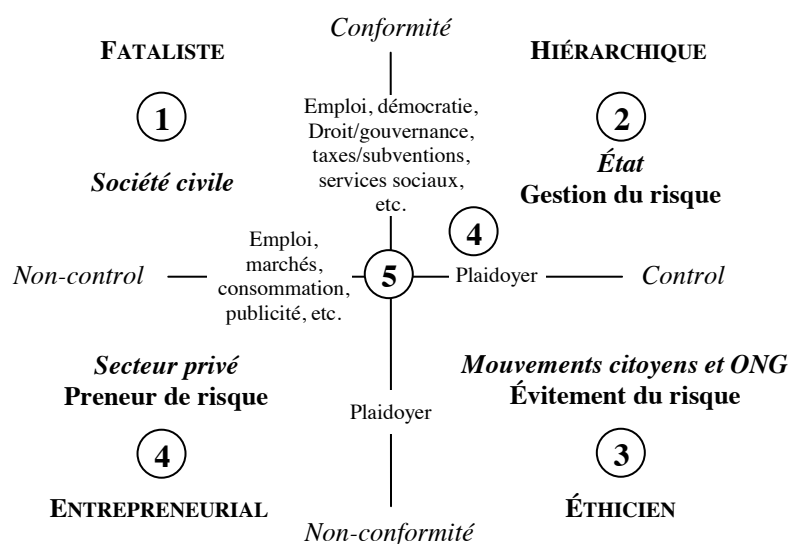 Conformité
FATALISTE
HIÉRARCHIQUE
1
Emploi, démocratie,
Droit/gouvernance,
taxes/subventions,
services sociaux,
etc.
2
Société civile
État
Gestion du risque
4
Emploi,
marchés,
consommation,
publicité, etc.
Non-control
5
Plaidoyer
Control
Secteur privé
Preneur de risque
Mouvements citoyens et ONG
Évitement du risque
Plaidoyer
4
3
ENTREPRENEURIAL
ÉTHICIEN
Non-conformité